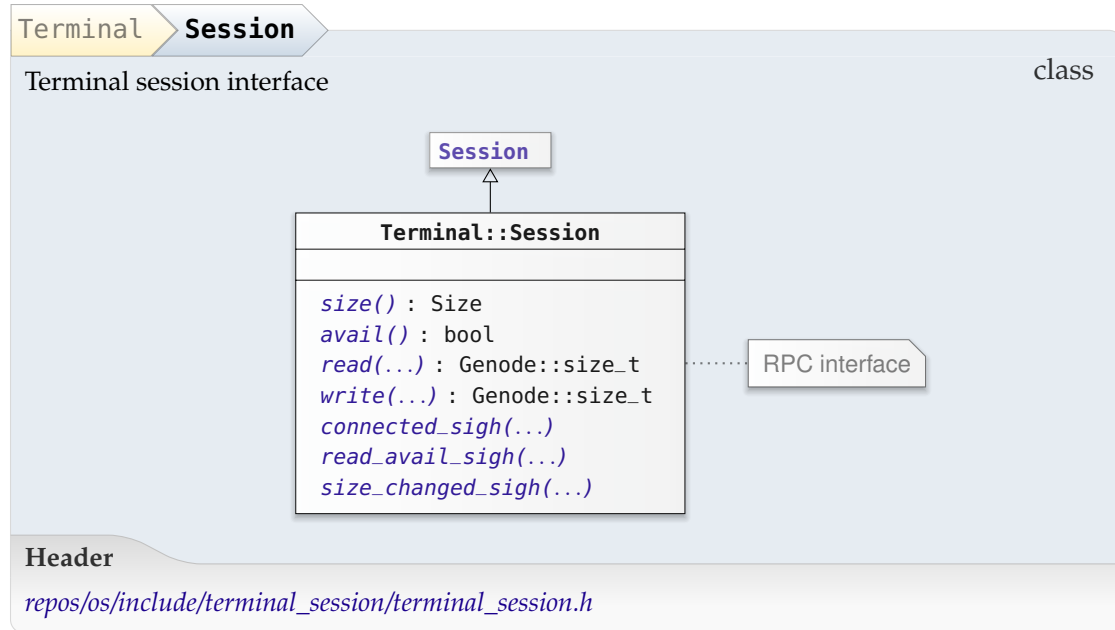 Terminal Session
class
Terminal session interface
Session
Terminal::Session
size() : Size
avail() : bool
read(...) : Genode::size_t
RPC interface
write(...) : Genode::size_t
connected_sigh(...)
read_avail_sigh(...)
size_changed_sigh(...)
Header
repos/os/include/terminal_session/terminal_session.h